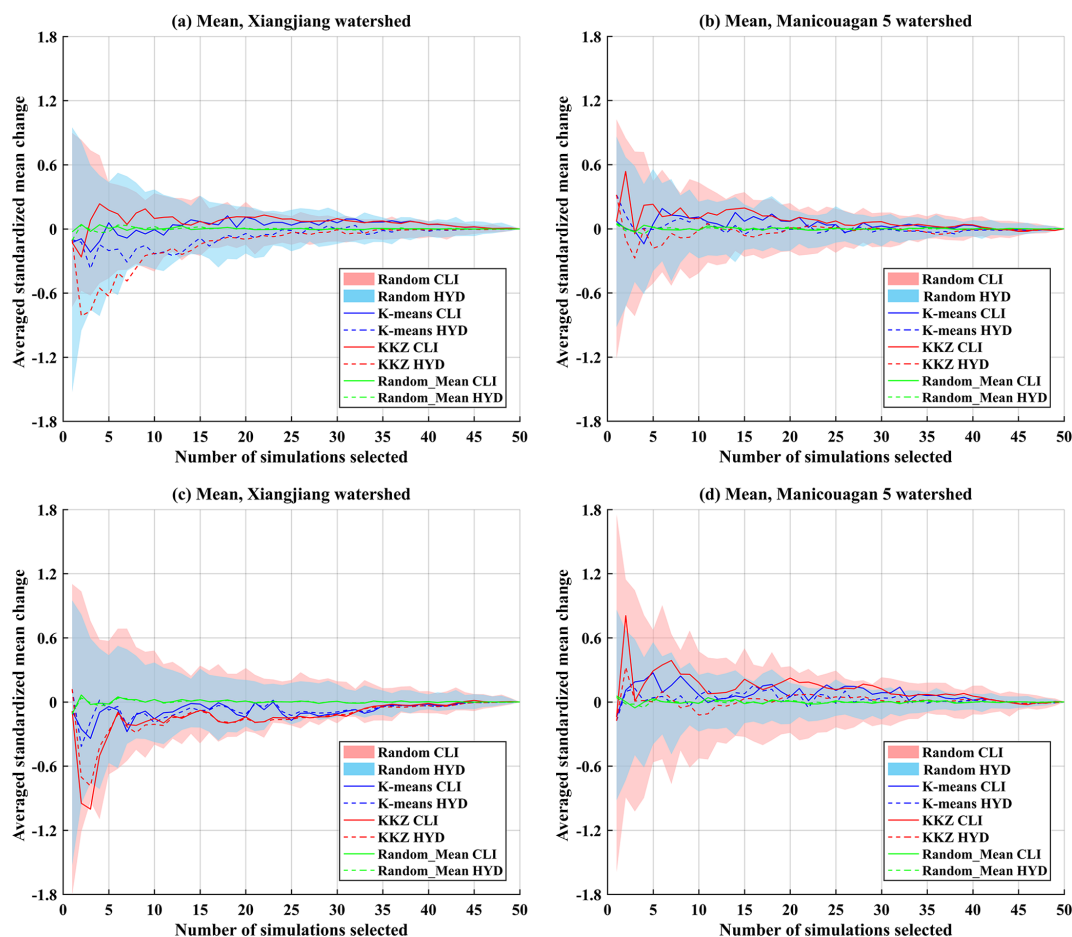 (a) Mean, Xiangjiang watershed
Averaged standardized mean change
1.8
1.2
0.6
0
-0.6
-1.2
-1.8
Random CLI
Random HYD
K-means CLI
K-means HYD
KKZ CLI
KKZ HYD
Random_Mean CLI
Random_Mean HYD
0 5 10 15 20 25 30 35 40 45 50
Number of simulations selected
(b) Mean, Manicouagan 5 watershed
Averaged standardized mean change
1.8
1.2
0.6
0
-0.6
-1.2
-1.8
Random CLI
Random HYD
K-means CLI
K-means HYD
KKZ CLI
KKZ HYD
Random_Mean CLI
Random_Mean HYD
0 5 10 15 20 25 30 35 40 45 50
Number of simulations selected
(c) Mean, Xiangjiang watershed
Averaged standardized mean change
1.8
1.2
0.6
0
-0.6
-1.2
-1.8
Random CLI
Random HYD
K-means CLI
K-means HYD
KKZ CLI
KKZ HYD
Random_Mean CLI
Random_Mean HYD
0 5 10 15 20 25 30 35 40 45 50
Number of simulations selected
(d) Mean, Manicouagan 5 watershed
Averaged standardized mean change
1.8
1.2
0.6
0
-0.6
-1.2
-1.8
Random CLI
Random HYD
K-means CLI
K-means HYD
KKZ CLI
KKZ HYD
Random_Mean CLI
Random_Mean HYD
0 5 10 15 20 25 30 35 40 45 50
Number of simulations selected